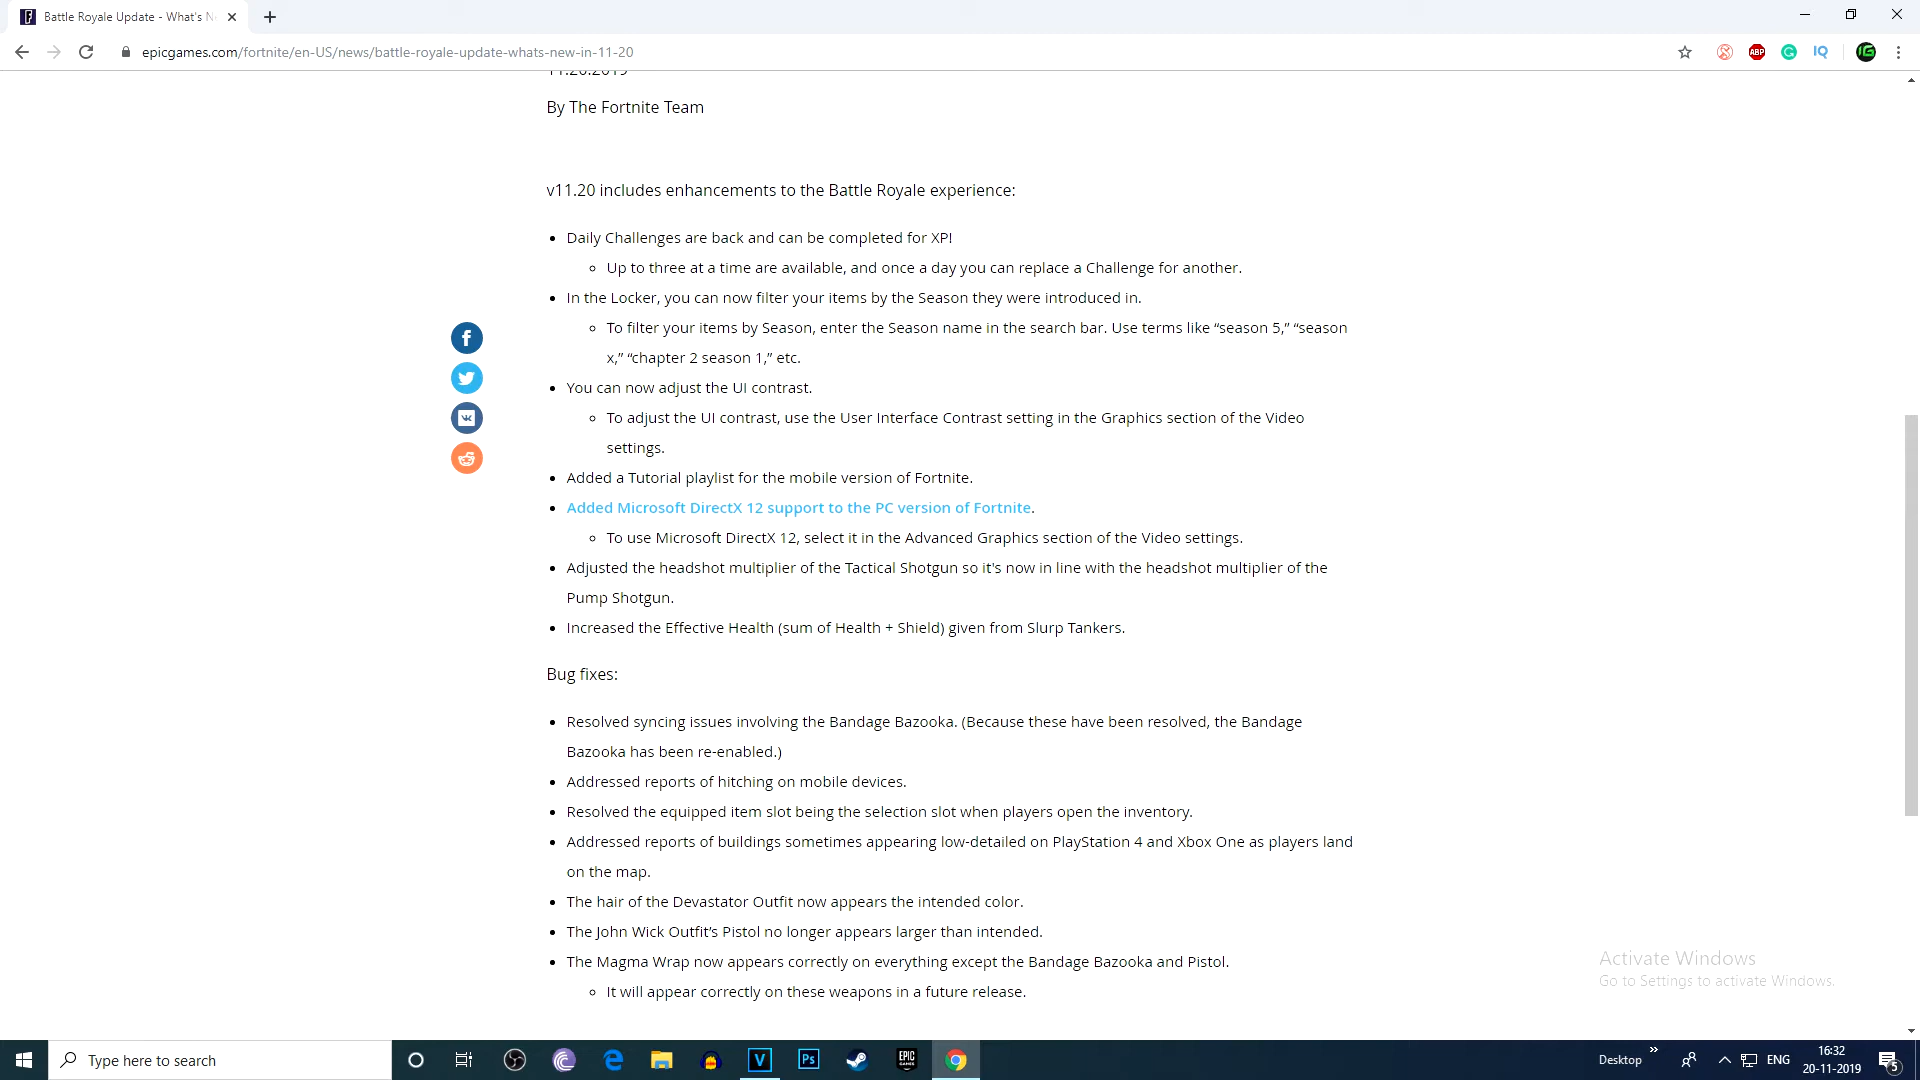 Battle Royale Update - What's N
epicgames.com/fortnite/en-US/news/battle-royale-update-whats-new-in-11-20
ABP
IQ
11.20.2019
By The Fortnite Team
v11.20 includes enhancements to the Battle Royale experience:
Daily Challenges are back and can be completed for XP!
Up to three at a time are available, and once a day you can replace a Challenge for another.
In the Locker, you can now filter your items by the Season they were introduced in.
To filter your items by Season, enter the Season name in the search bar. Use terms like “season 5,” “season
x,” “chapter 2 season 1,” etc.
You can now adjust the UI contrast.
To adjust the UI contrast, use the User Interface Contrast setting in the Graphics section of the Video
settings.
Added a Tutorial playlist for the mobile version of Fortnite.
Added Microsoft DirectX 12 support to the PC version of Fortnite.
To use Microsoft DirectX 12, select it in the Advanced Graphics section of the Video settings.
Adjusted the headshot multiplier of the Tactical Shotgun so it's now in line with the headshot multiplier of the
Pump Shotgun.
Increased the Effective Health (sum of Health + Shield) given from Slurp Tankers.
Bug fixes:
Resolved syncing issues involving the Bandage Bazooka. (Because these have been resolved, the Bandage
Bazooka has been re-enabled.)
Addressed reports of hitching on mobile devices.
Resolved the equipped item slot being the selection slot when players open the inventory.
Addressed reports of buildings sometimes appearing low-detailed on PlayStation 4 and Xbox One as players land
on the map.
The hair of the Devastator Outfit now appears the intended color.
The John Wick Outfit’s Pistol no longer appears larger than intended.
The Magma Wrap now appears correctly on everything except the Bandage Bazooka and Pistol.
It will appear correctly on these weapons in a future release.
Activate Windows
Go to Settings to activate Windows.
Type here to search
V
Ps
EPIC
GAMES
Desktop
ENG
16:32
20-11-2019
5